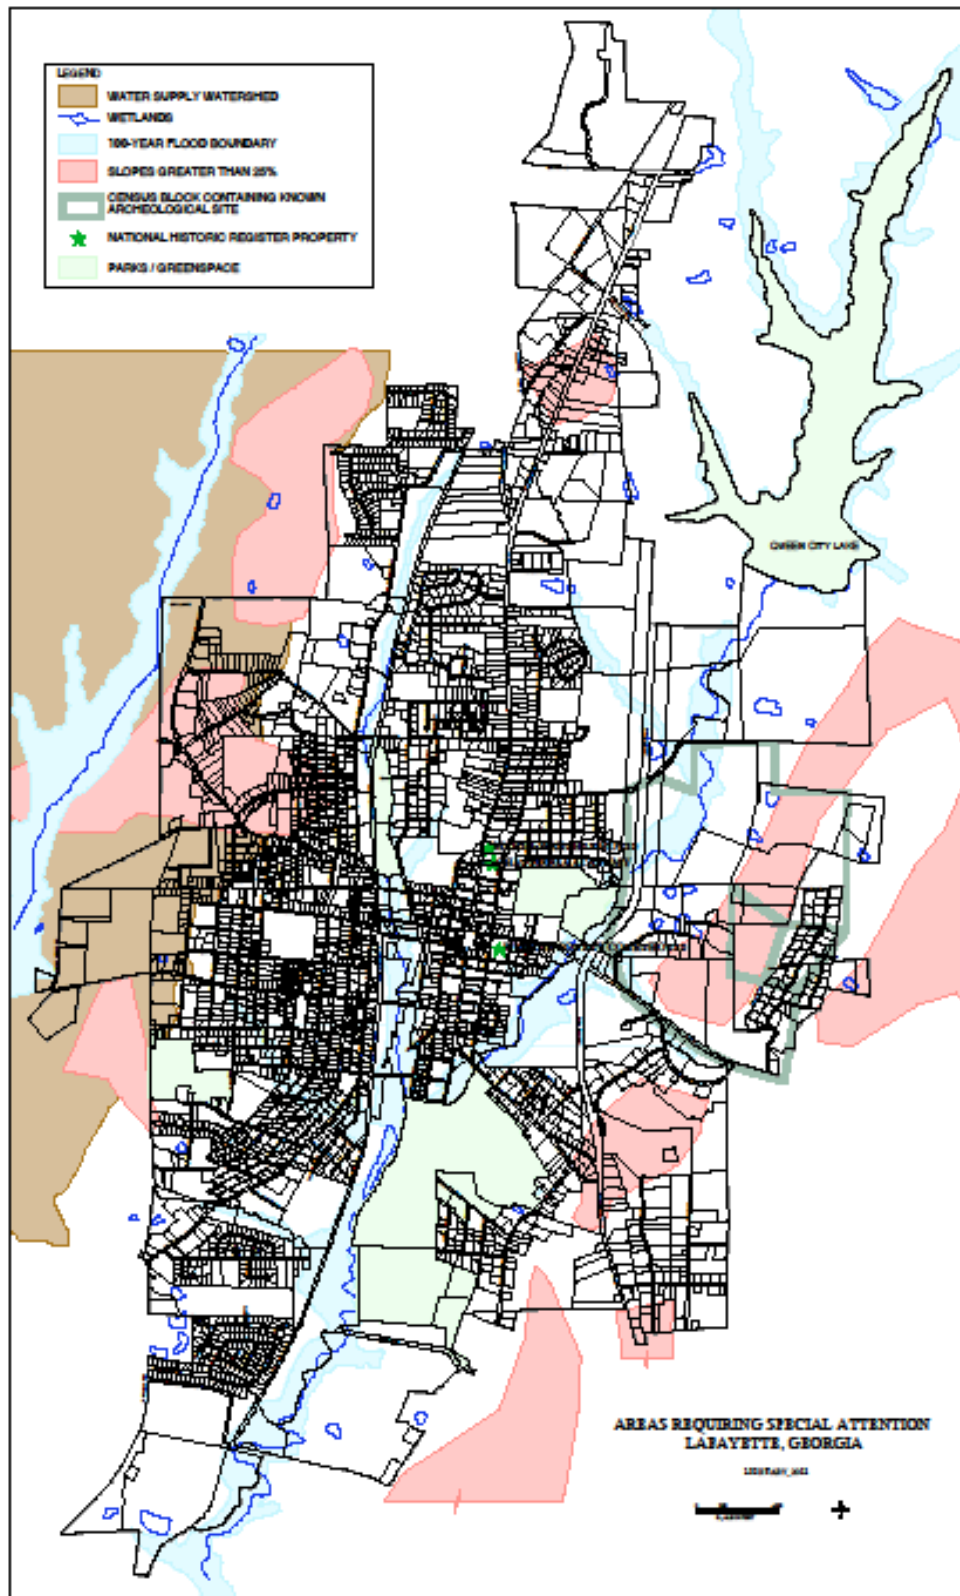 LEGEND
WATER SUPPLY WATERSHED
WETLANDS
100-YEAR FLOOD BOUNDARY
SLOPES GREATER THAN 25%
CENSUS BLOCK CONTAINING KNOWN
ARCHEOLOGICAL SITE
NATIONAL HISTORIC REGISTER PROPERTY
PARKS / GREENSPACE
QUEEN CITY LAKE
AREAS REQUIRING SPECIAL ATTENTION
LAFAYETTE, GEORGIA